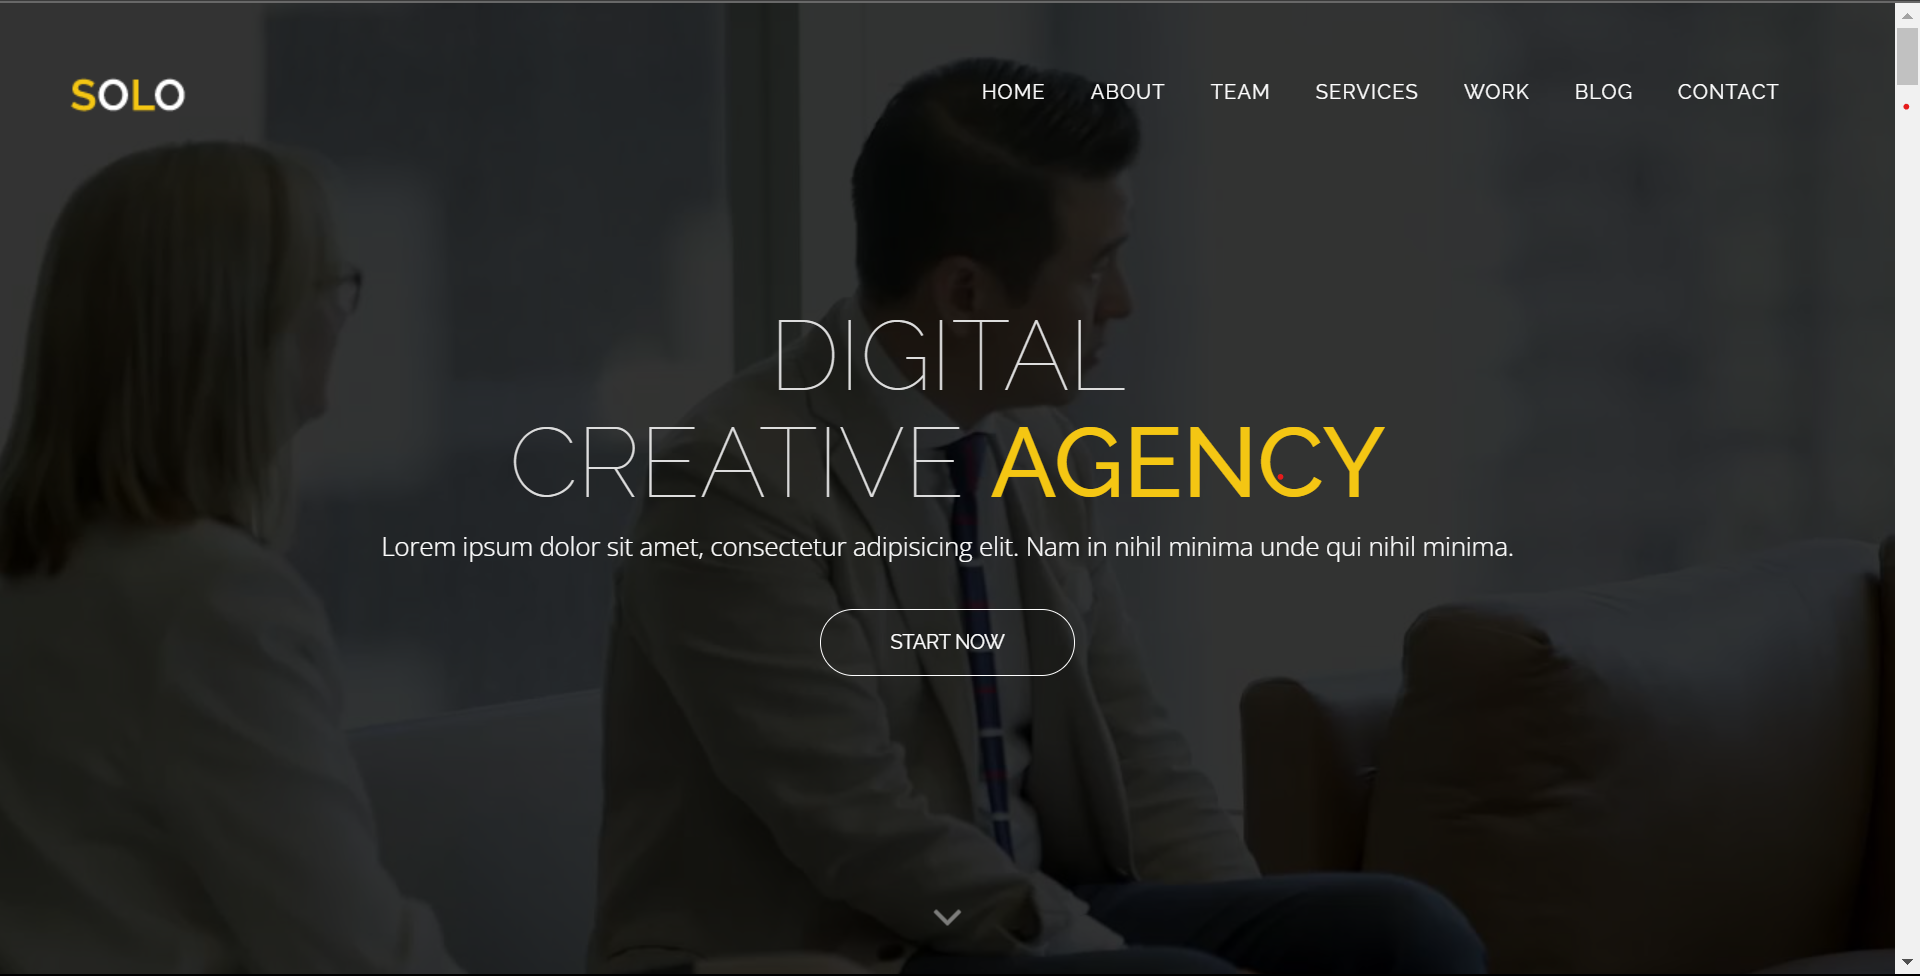 SOLO
HOME ABOUT TEAM SERVICES WORK BLOG CONTACT
DIGITAL
CREATIVE AGENCY
Lorem ipsum dolor sit amet, consectetur adipisicing elit. Nam in nihil minima unde qui nihil minima.
START NOW